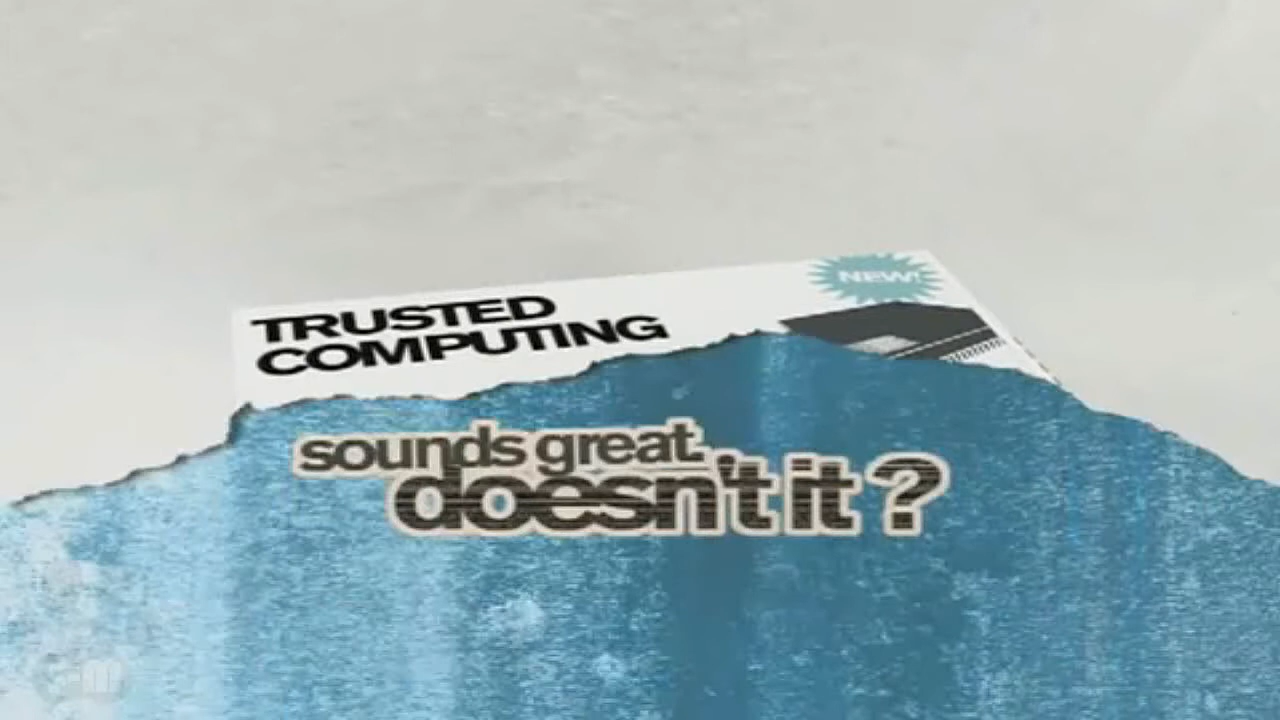 NEW!
TRUSTED
COMPUTING
sounds great.
doesn't it ?